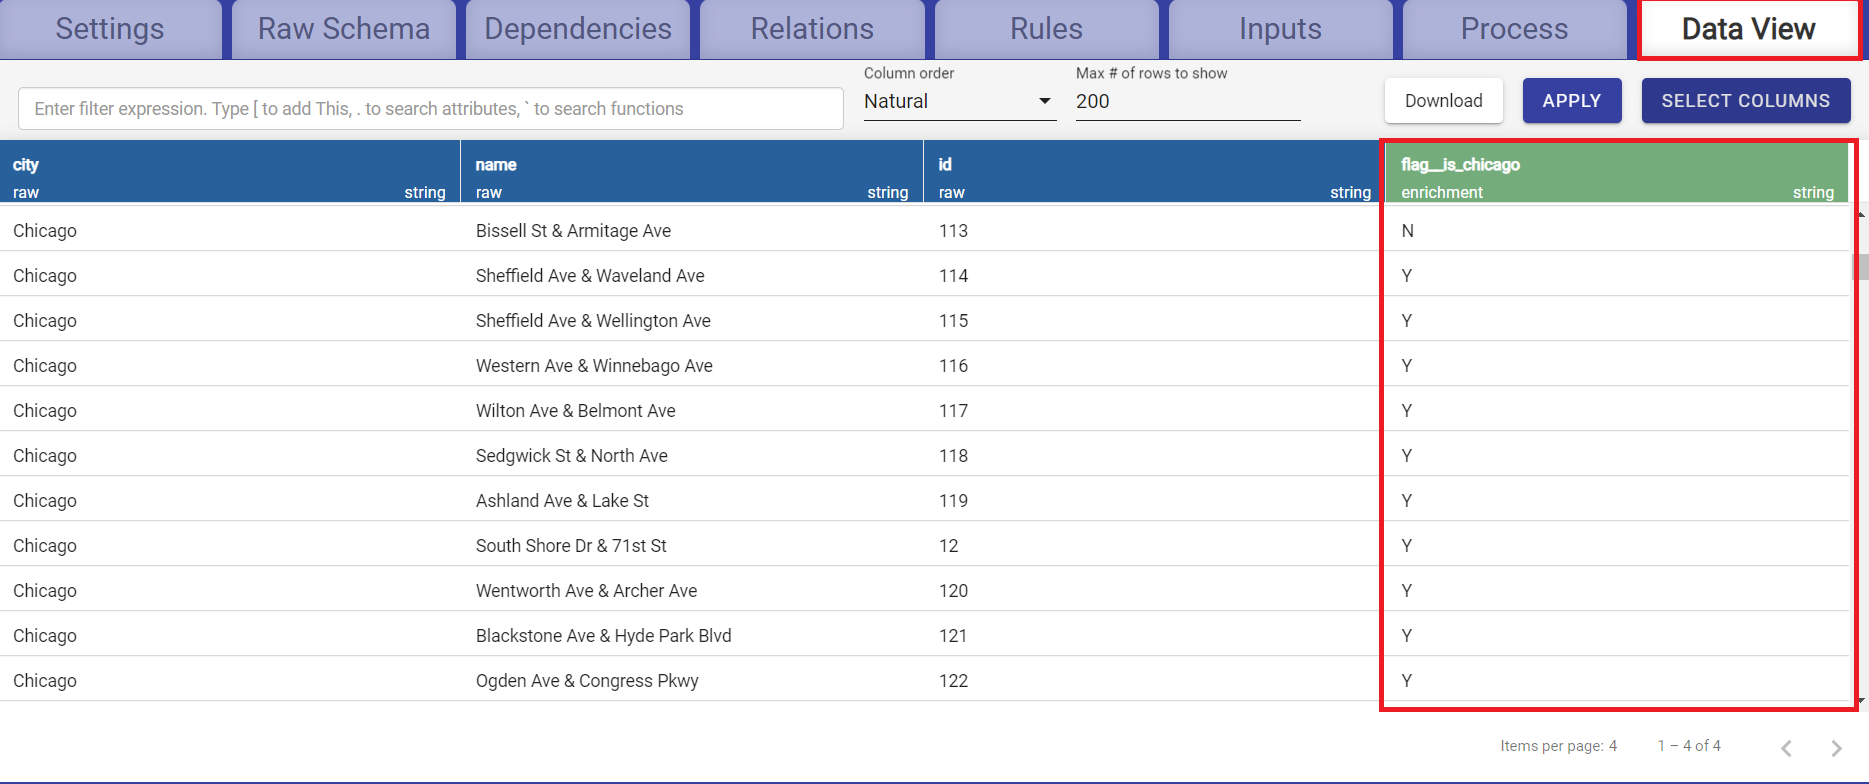 Settings Raw Schema Dependencies Relations Rules Inputs Process Data View
Column order Max # of rows to show
Enter filter expression. Type [ to add This, . to search attributes, ` to search functions Natural 200 Download APPLY SELECT COLUMNS
city name id flag__is_chicago
raw string raw string raw string enrichment string
Chicago Bissell St & Armitage Ave 113 N
Chicago Sheffield Ave & Waveland Ave 114 Y
Chicago Sheffield Ave & Wellington Ave 115 Y
Chicago Western Ave & Winnebago Ave 116 Y
Chicago Wilton Ave & Belmont Ave 117 Y
Chicago Sedgwick St & North Ave 118 Y
Chicago Ashland Ave & Lake St 119 Y
Chicago South Shore Dr & 71st St 12 Y
Chicago Wentworth Ave & Archer Ave 120 Y
Chicago Blackstone Ave & Hyde Park Blvd 121 Y
Chicago Ogden Ave & Congress Pkwy 122 Y
Items per page: 4 1 – 4 of 4